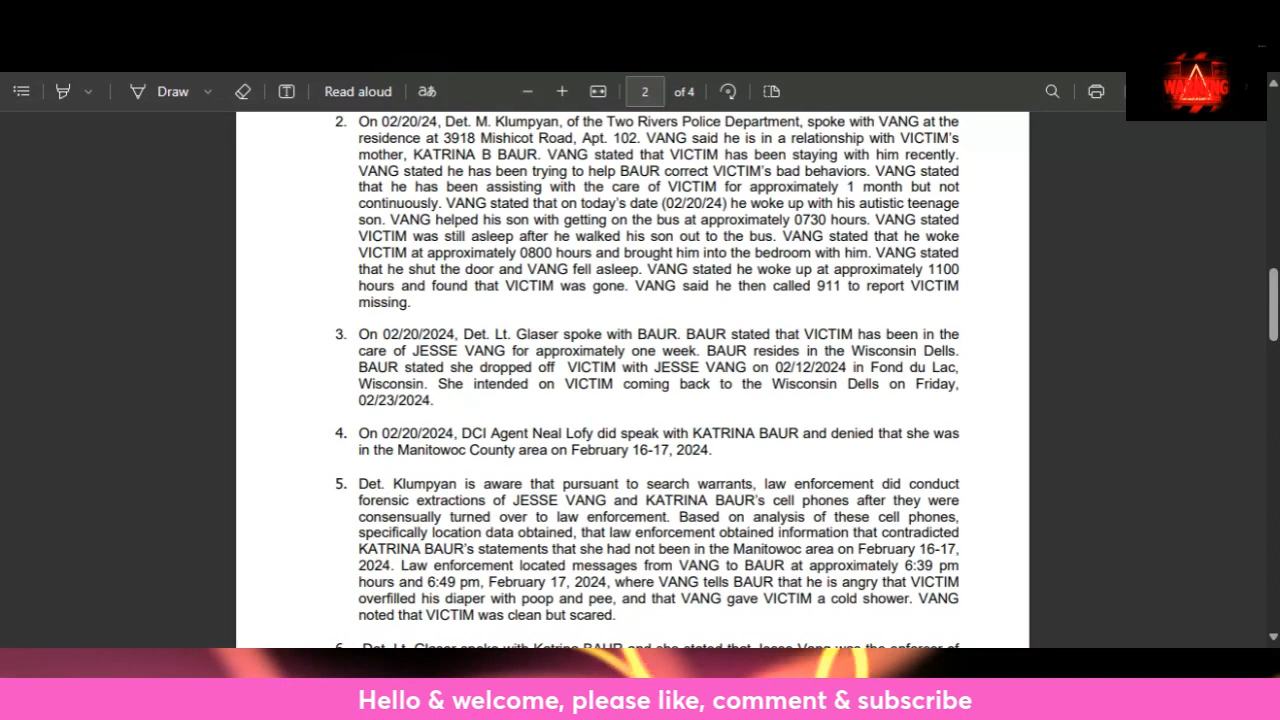 Draw
Read aloud
aあ
2
of 4
WARNING
2. On 02/20/24, Det. M. Klumpyan, of the Two Rivers Police Department, spoke with VANG at the
residence at 3918 Mishicot Road, Apt. 102. VANG said he is in a relationship with VICTIM's
mother, KATRINA B BAUR. VANG stated that VICTIM has been staying with him recently.
VANG stated he has been trying to help BAUR correct VICTIM's bad behaviors. VANG stated
that he has been assisting with the care of VICTIM for approximately 1 month but not
continuously. VANG stated that on today's date (02/20/24) he woke up with his autistic teenage
son. VANG helped his son with getting on the bus at approximately 0730 hours. VANG stated
VICTIM was still asleep after he walked his son out to the bus. VANG stated that he woke
VICTIM at approximately 0800 hours and brought him into the bedroom with him. VANG stated
that he shut the door and VANG fell asleep. VANG stated he woke up at approximately 1100
hours and found that VICTIM was gone. VANG said he then called 911 to report VICTIM
missing.
3. On 02/20/2024, Det. Lt. Glaser spoke with BAUR. BAUR stated that VICTIM has been in the
care of JESSE VANG for approximately one week. BAUR resides in the Wisconsin Dells.
BAUR stated she dropped off VICTIM with JESSE VANG on 02/12/2024 in Fond du Lac,
Wisconsin. She intended on VICTIM coming back to the Wisconsin Dells on Friday,
02/23/2024.
4. On 02/20/2024, DCI Agent Neal Lofy did speak with KATRINA BAUR and denied that she was
in the Manitowoc County area on February 16-17, 2024.
5. Det. Klumpyan is aware that pursuant to search warrants, law enforcement did conduct
forensic extractions of JESSE VANG and KATRINA BAUR's cell phones after they were
consensually turned over to law enforcement. Based on analysis of these cell phones,
specifically location data obtained, that law enforcement obtained information that contradicted
KATRINA BAUR's statements that she had not been in the Manitowoc area on February 16-17,
2024. Law enforcement located messages from VANG to BAUR at approximately 6:39 pm
hours and 6:49 pm, February 17, 2024, where VANG tells BAUR that he is angry that VICTIM
overfilled his diaper with poop and pee, and that VANG gave VICTIM a cold shower. VANG
noted that VICTIM was clean but scared.
6. Det. Lt. Glaser spoke with Katrina BAUR and she stated that Jesse Vang was the enforcer of
Hello & welcome, please like, comment & subscribe